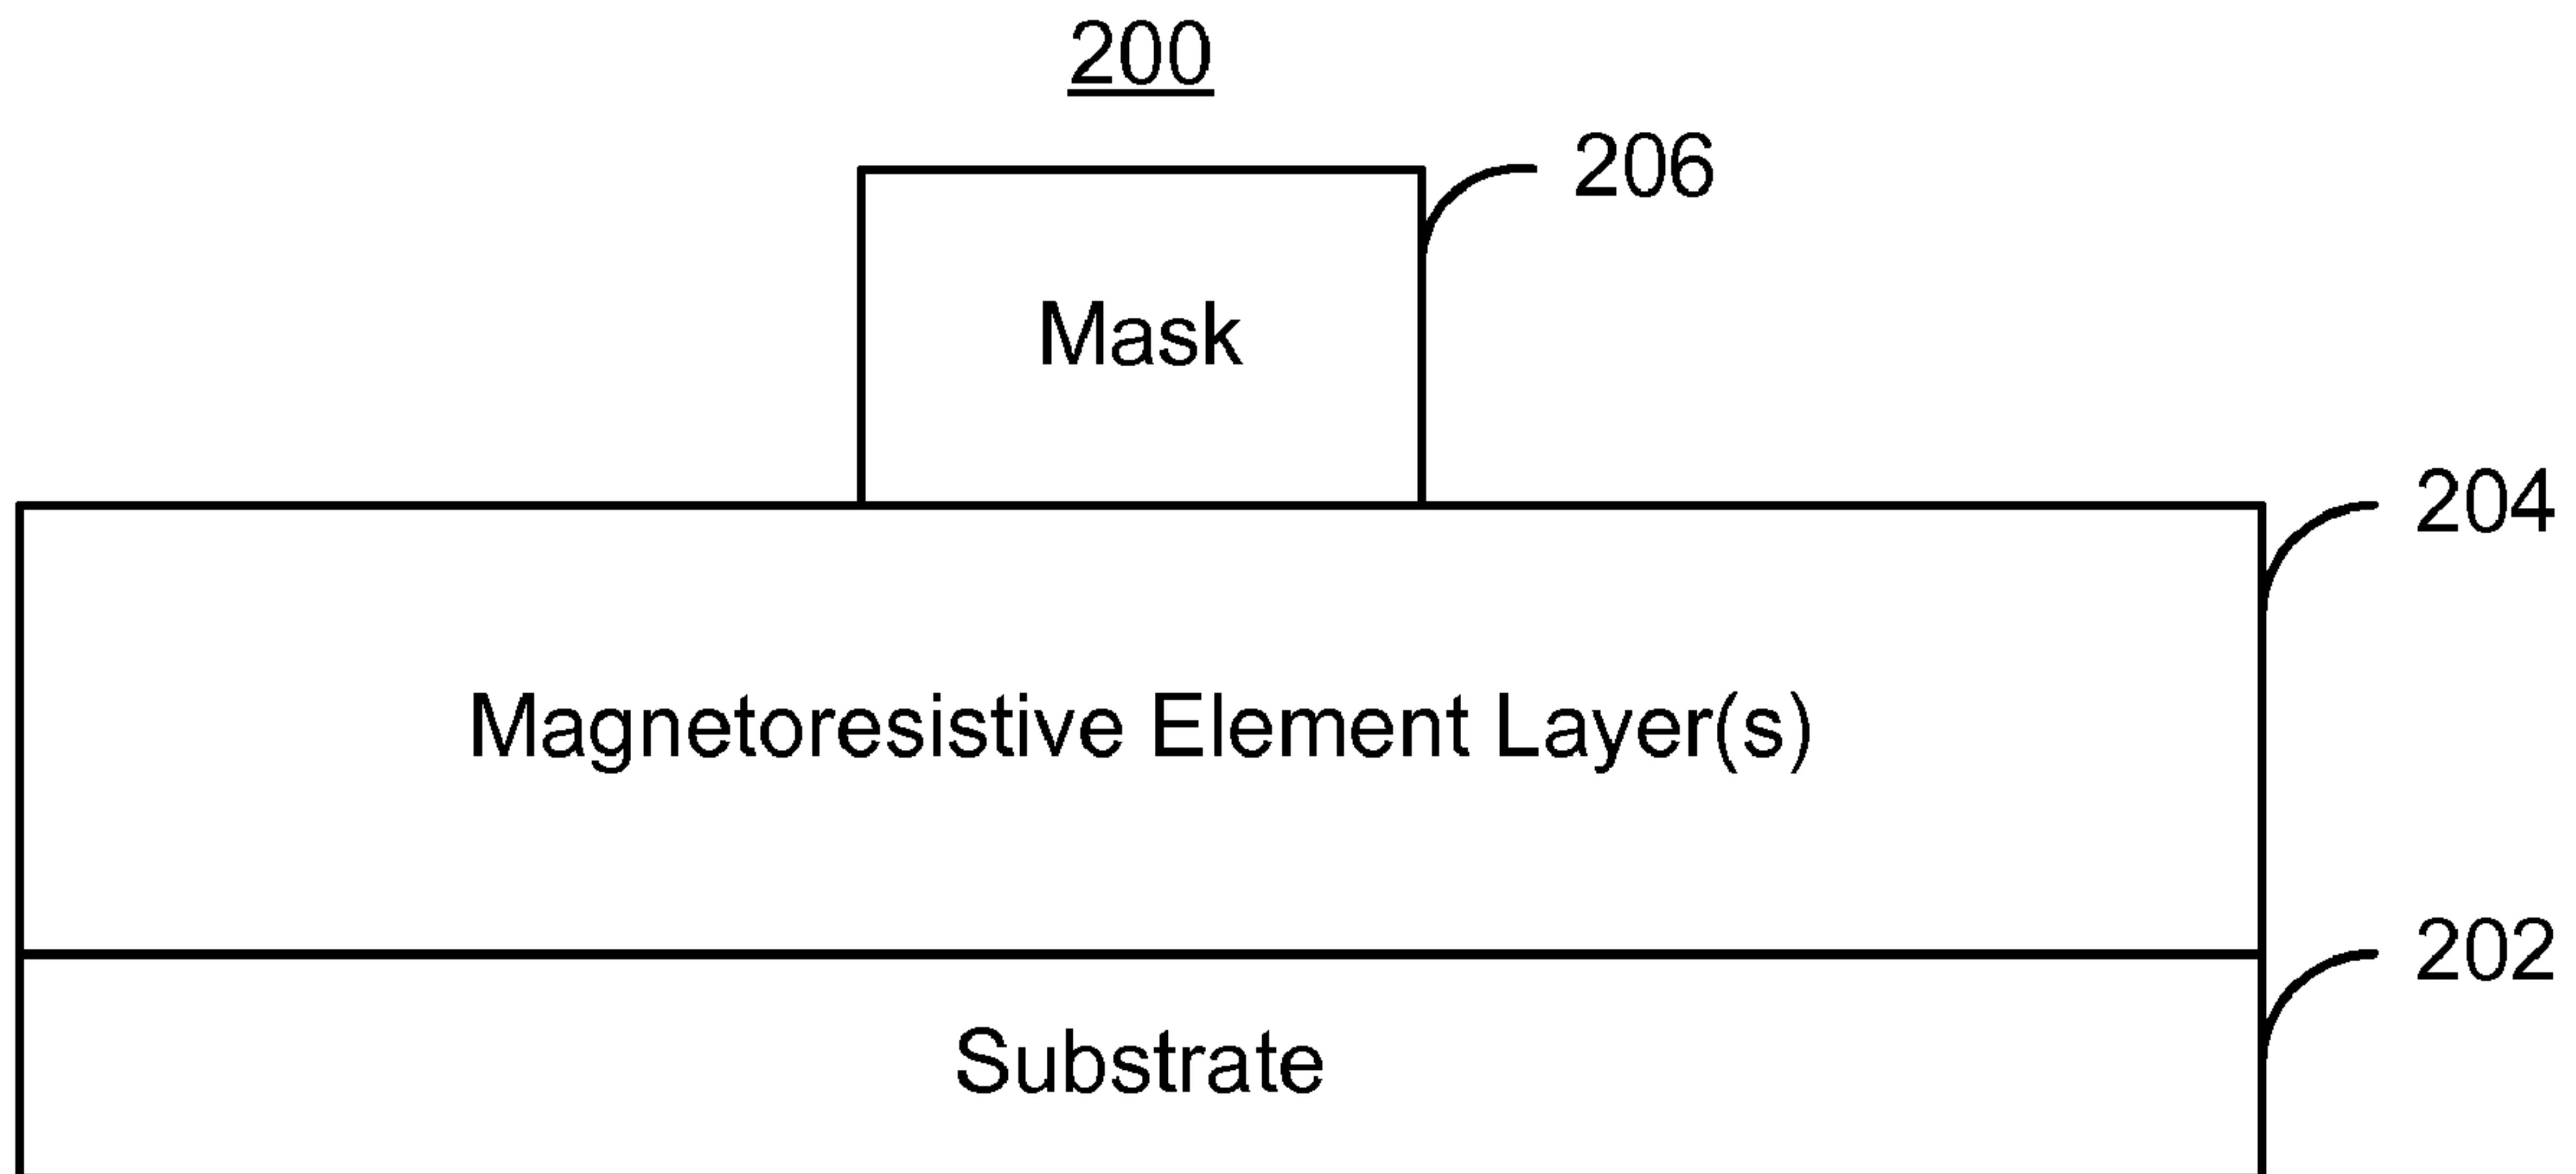 200
206
Mask
204
Magnetoresistive Element Layer(s)
202
Substrate